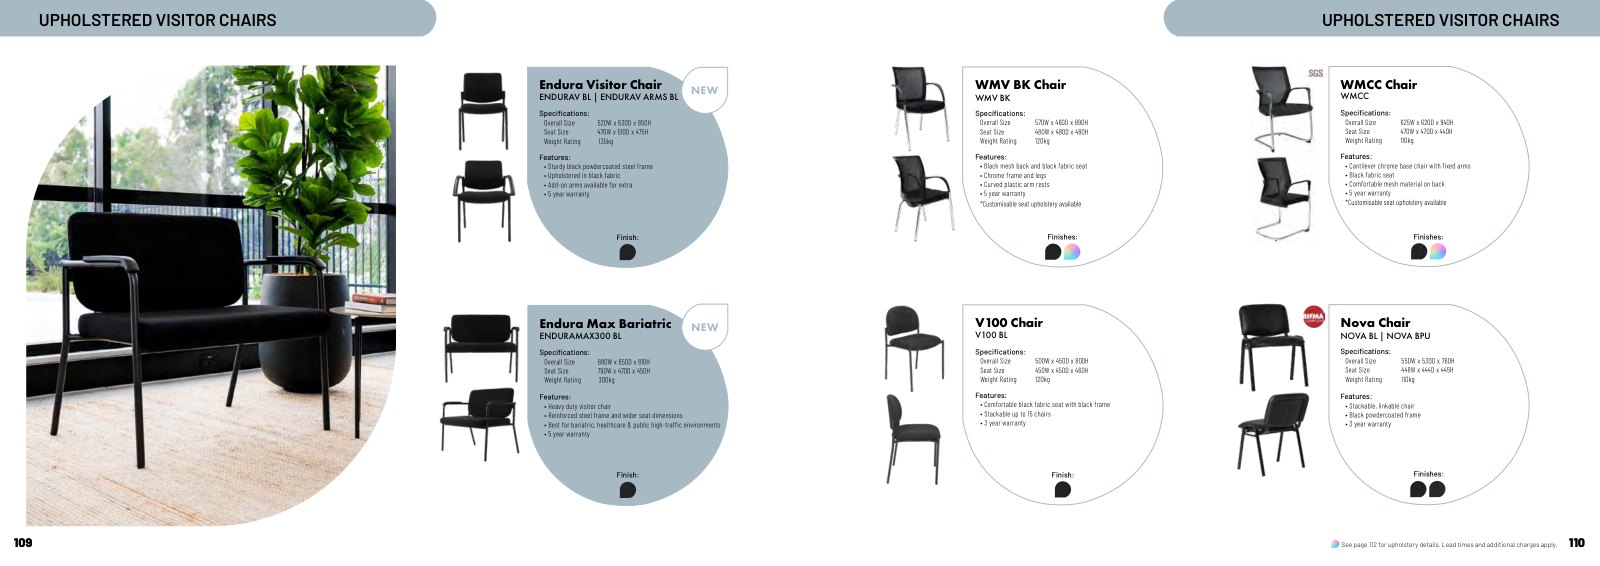 UPHOLSTERED VISITOR CHAIRS
Endura Visitor Chair
ENDURAV BL | ENDURAV ARMS BL
NEW
Specifications:
Overall Size 520W x 630D x 850H
Seat Size 470W x 510D x 475H
Weight Rating 135kg
Features:
• Sturdy black powdercoated steel frame
• Upholstered in black fabric
• Add-on arms available for extra
• 5 year warranty
Finish:
Endura Max Bariatric
ENDURAMAX300 BL
NEW
Specifications:
Overall Size 880W x 650D x 810H
Seat Size 790W x 470D x 450H
Weight Rating 300kg
Features:
• Heavy duty visitor chair
• Reinforced steel frame and wider seat dimensions
• Best for bariatric, healthcare & public high-traffic environments
• 5 year warranty
Finish:
109
UPHOLSTERED VISITOR CHAIRS
WMV BK Chair
WMV BK
Specifications:
Overall Size 570W x 460D x 890H
Seat Size 480W x 480D x 480H
Weight Rating 120kg
Features:
• Black mesh back and black fabric seat
• Chrome frame and legs
• Curved plastic arm rests
• 5 year warranty
*Customisable seat upholstery available
Finishes:
SGS
WMCC Chair
WMCC
Specifications:
Overall Size 625W x 620D x 940H
Seat Size 470W x 470D x 440H
Weight Rating 110kg
Features:
• Cantilever chrome base chair with fixed arms
• Black fabric seat
• Comfortable mesh material on back
• 5 year warranty
*Customisable seat upholstery available
Finishes:
V100 Chair
V100 BL
Specifications:
Overall Size 500W x 450D x 800H
Seat Size 450W x 450D x 460H
Weight Rating 120kg
Features:
• Comfortable black fabric seat with black frame
• Stackable up to 15 chairs
• 3 year warranty
Finish:
BIFMA
Nova Chair
NOVA BL | NOVA BPU
Specifications:
Overall Size 550W x 530D x 760H
Seat Size 448W x 444D x 445H
Weight Rating 110kg
Features:
• Stackable, linkable chair
• Black powdercoated frame
• 3 year warranty
Finishes:
See page 112 for upholstery details. Lead times and additional charges apply.
110